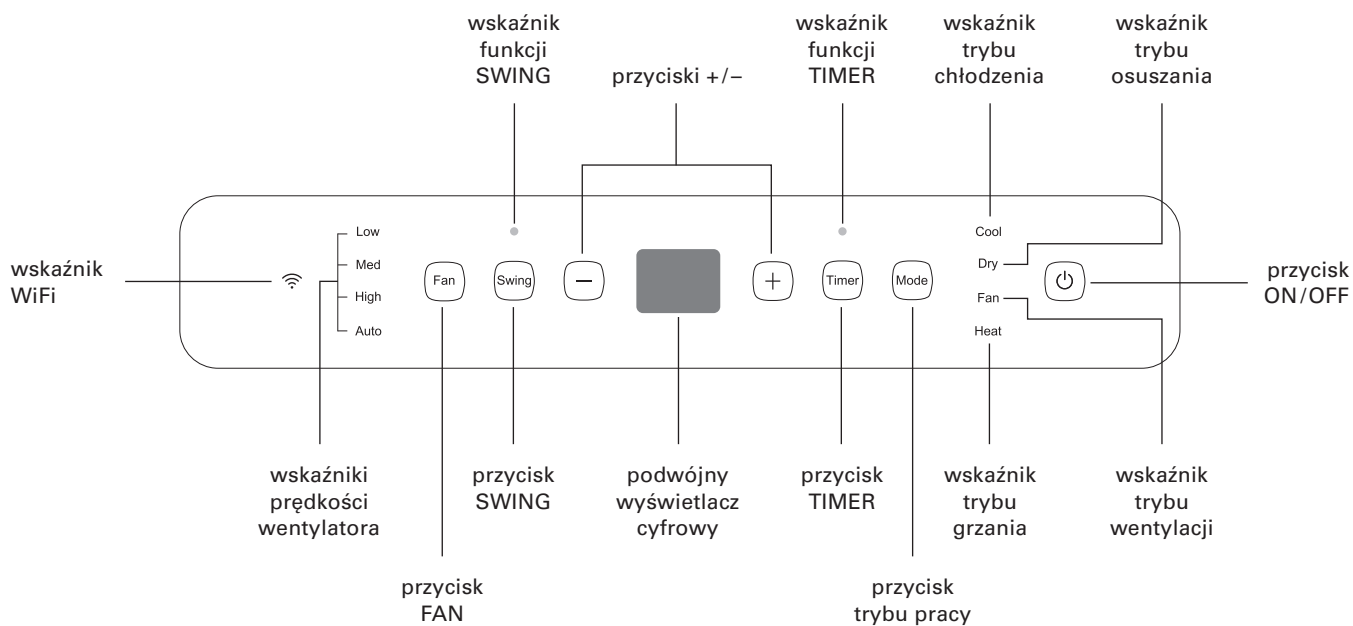 wskaźnik
funkcji
SWING
przyciski +/−
wskaźnik
funkcji
TIMER
wskaźnik
trybu
chłodzenia
wskaźnik
trybu
osuszania
wskaźnik
WiFi
Low
Med
High
Auto
Fan
Swing
−
+
Timer
Mode
Cool
Dry
Fan
Heat
przycisk
ON/OFF
wskaźniki
prędkości
wentylatora
przycisk
SWING
podwójny
wyświetlacz
cyfrowy
przycisk
TIMER
wskaźnik
trybu
grzania
wskaźnik
trybu
wentylacji
przycisk
FAN
przycisk
trybu pracy